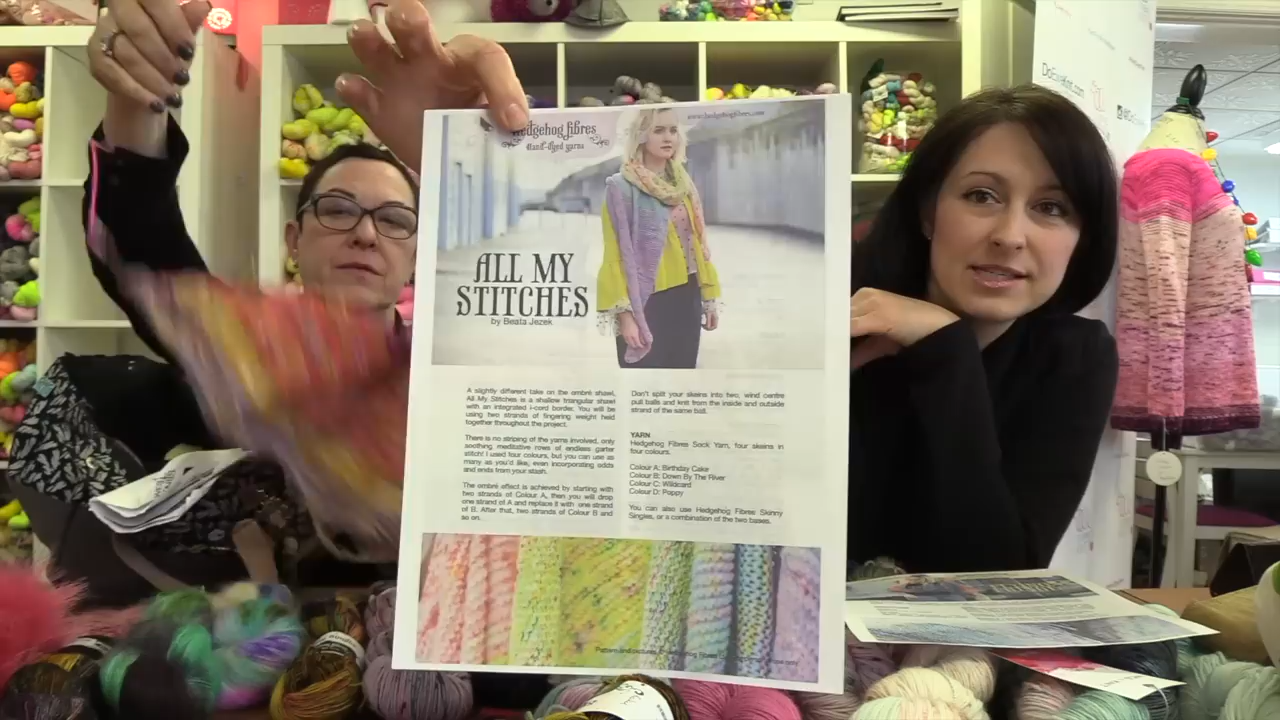 hedgehog fibres
Hand-dyed yarns
www.hedgehogfibres.com
ALL MY
STITCHES
by Beata Jezek
A slightly different take on the ombré shawl,
All My Stitches is a shallow triangular shawl
with an integrated i-cord border. You will be
using two strands of fingering weight held
together throughout the project.
There is no striping of the yarns involved, only
soothing meditative rows of endless garter
stitch! I used four colours, but you can use as
many as you'd like, even incorporating odds
and ends from your stash.
The ombré effect is achieved by starting with
two strands of Colour A, then you will drop
one strand of A and replace it with one strand
of B. After that, two strands of Colour B and
so on.
Don't split your skeins into two, wind centre
pull balls and knit from the inside and outside
strand of the same ball.
YARN
Hedgehog Fibres Sock Yarn, four skeins in
four colours.
Colour A: Birthday Cake
Colour B: Down By The River
Colour C: Wildcard
Colour D: Poppy
You can also use Hedgehog Fibres Skinny
Singles, or a combination of the two bases.
Pattern and pictures